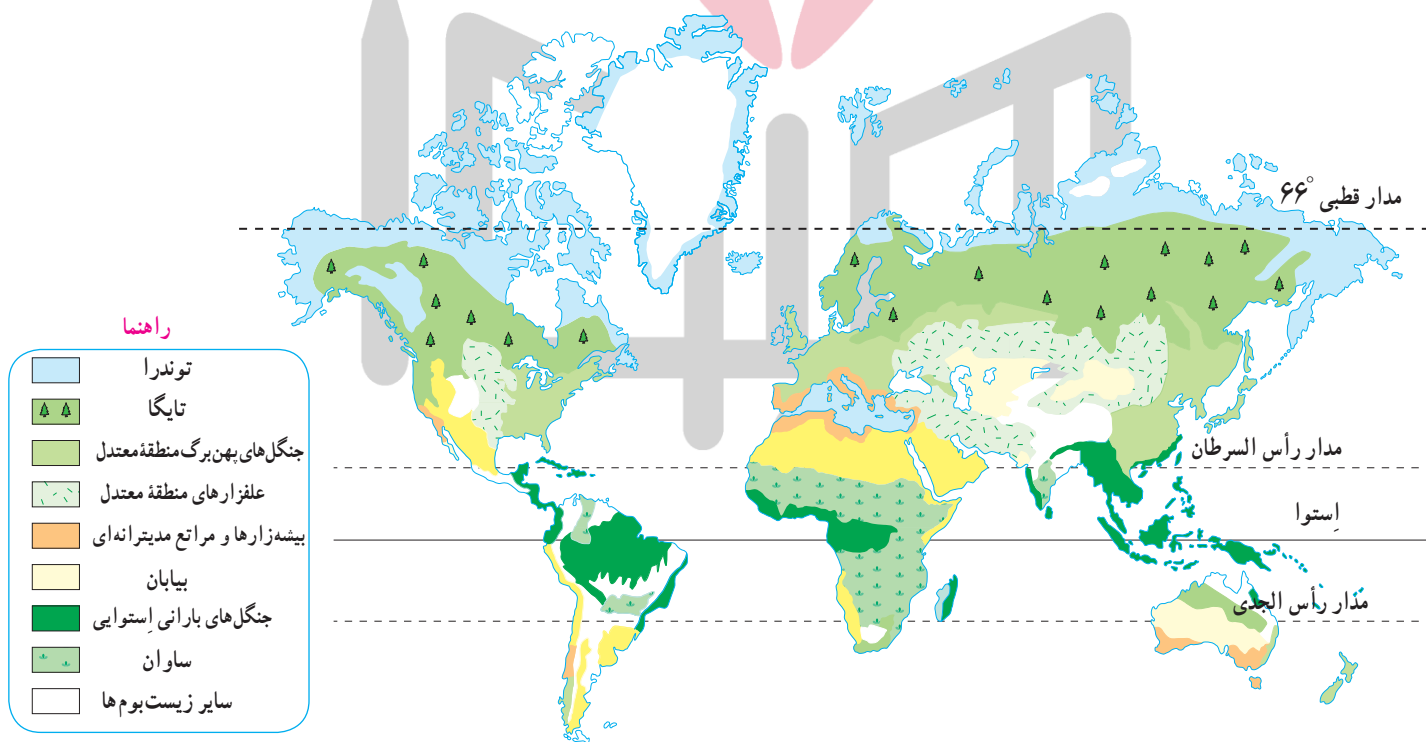 مدار قطبی ۶۶°
راهنما
توندرا
تایگا
جنگل‌های پهن‌برگ منطقهٔ معتدل
علفزارهای منطقهٔ معتدل
بیشه‌زارها و مراتع مدیترانه‌ای
بیابان
جنگل‌های بارانی اِستوایی
ساوان
سایر زیست‌بوم‌ها
مدار رأس السرطان
اِستوا
مدار رأس الجدی